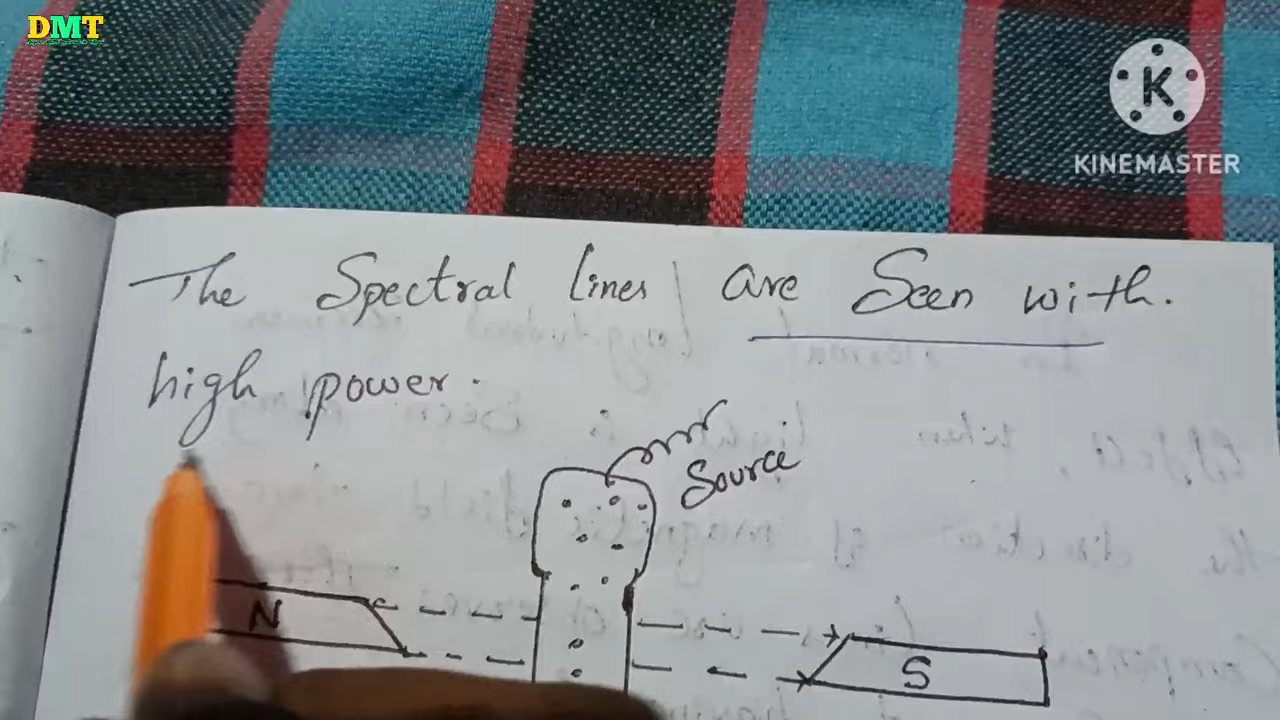 DMT
KINEMASTER
The Spectral lines are Seen with.
high power.
Source
N
S